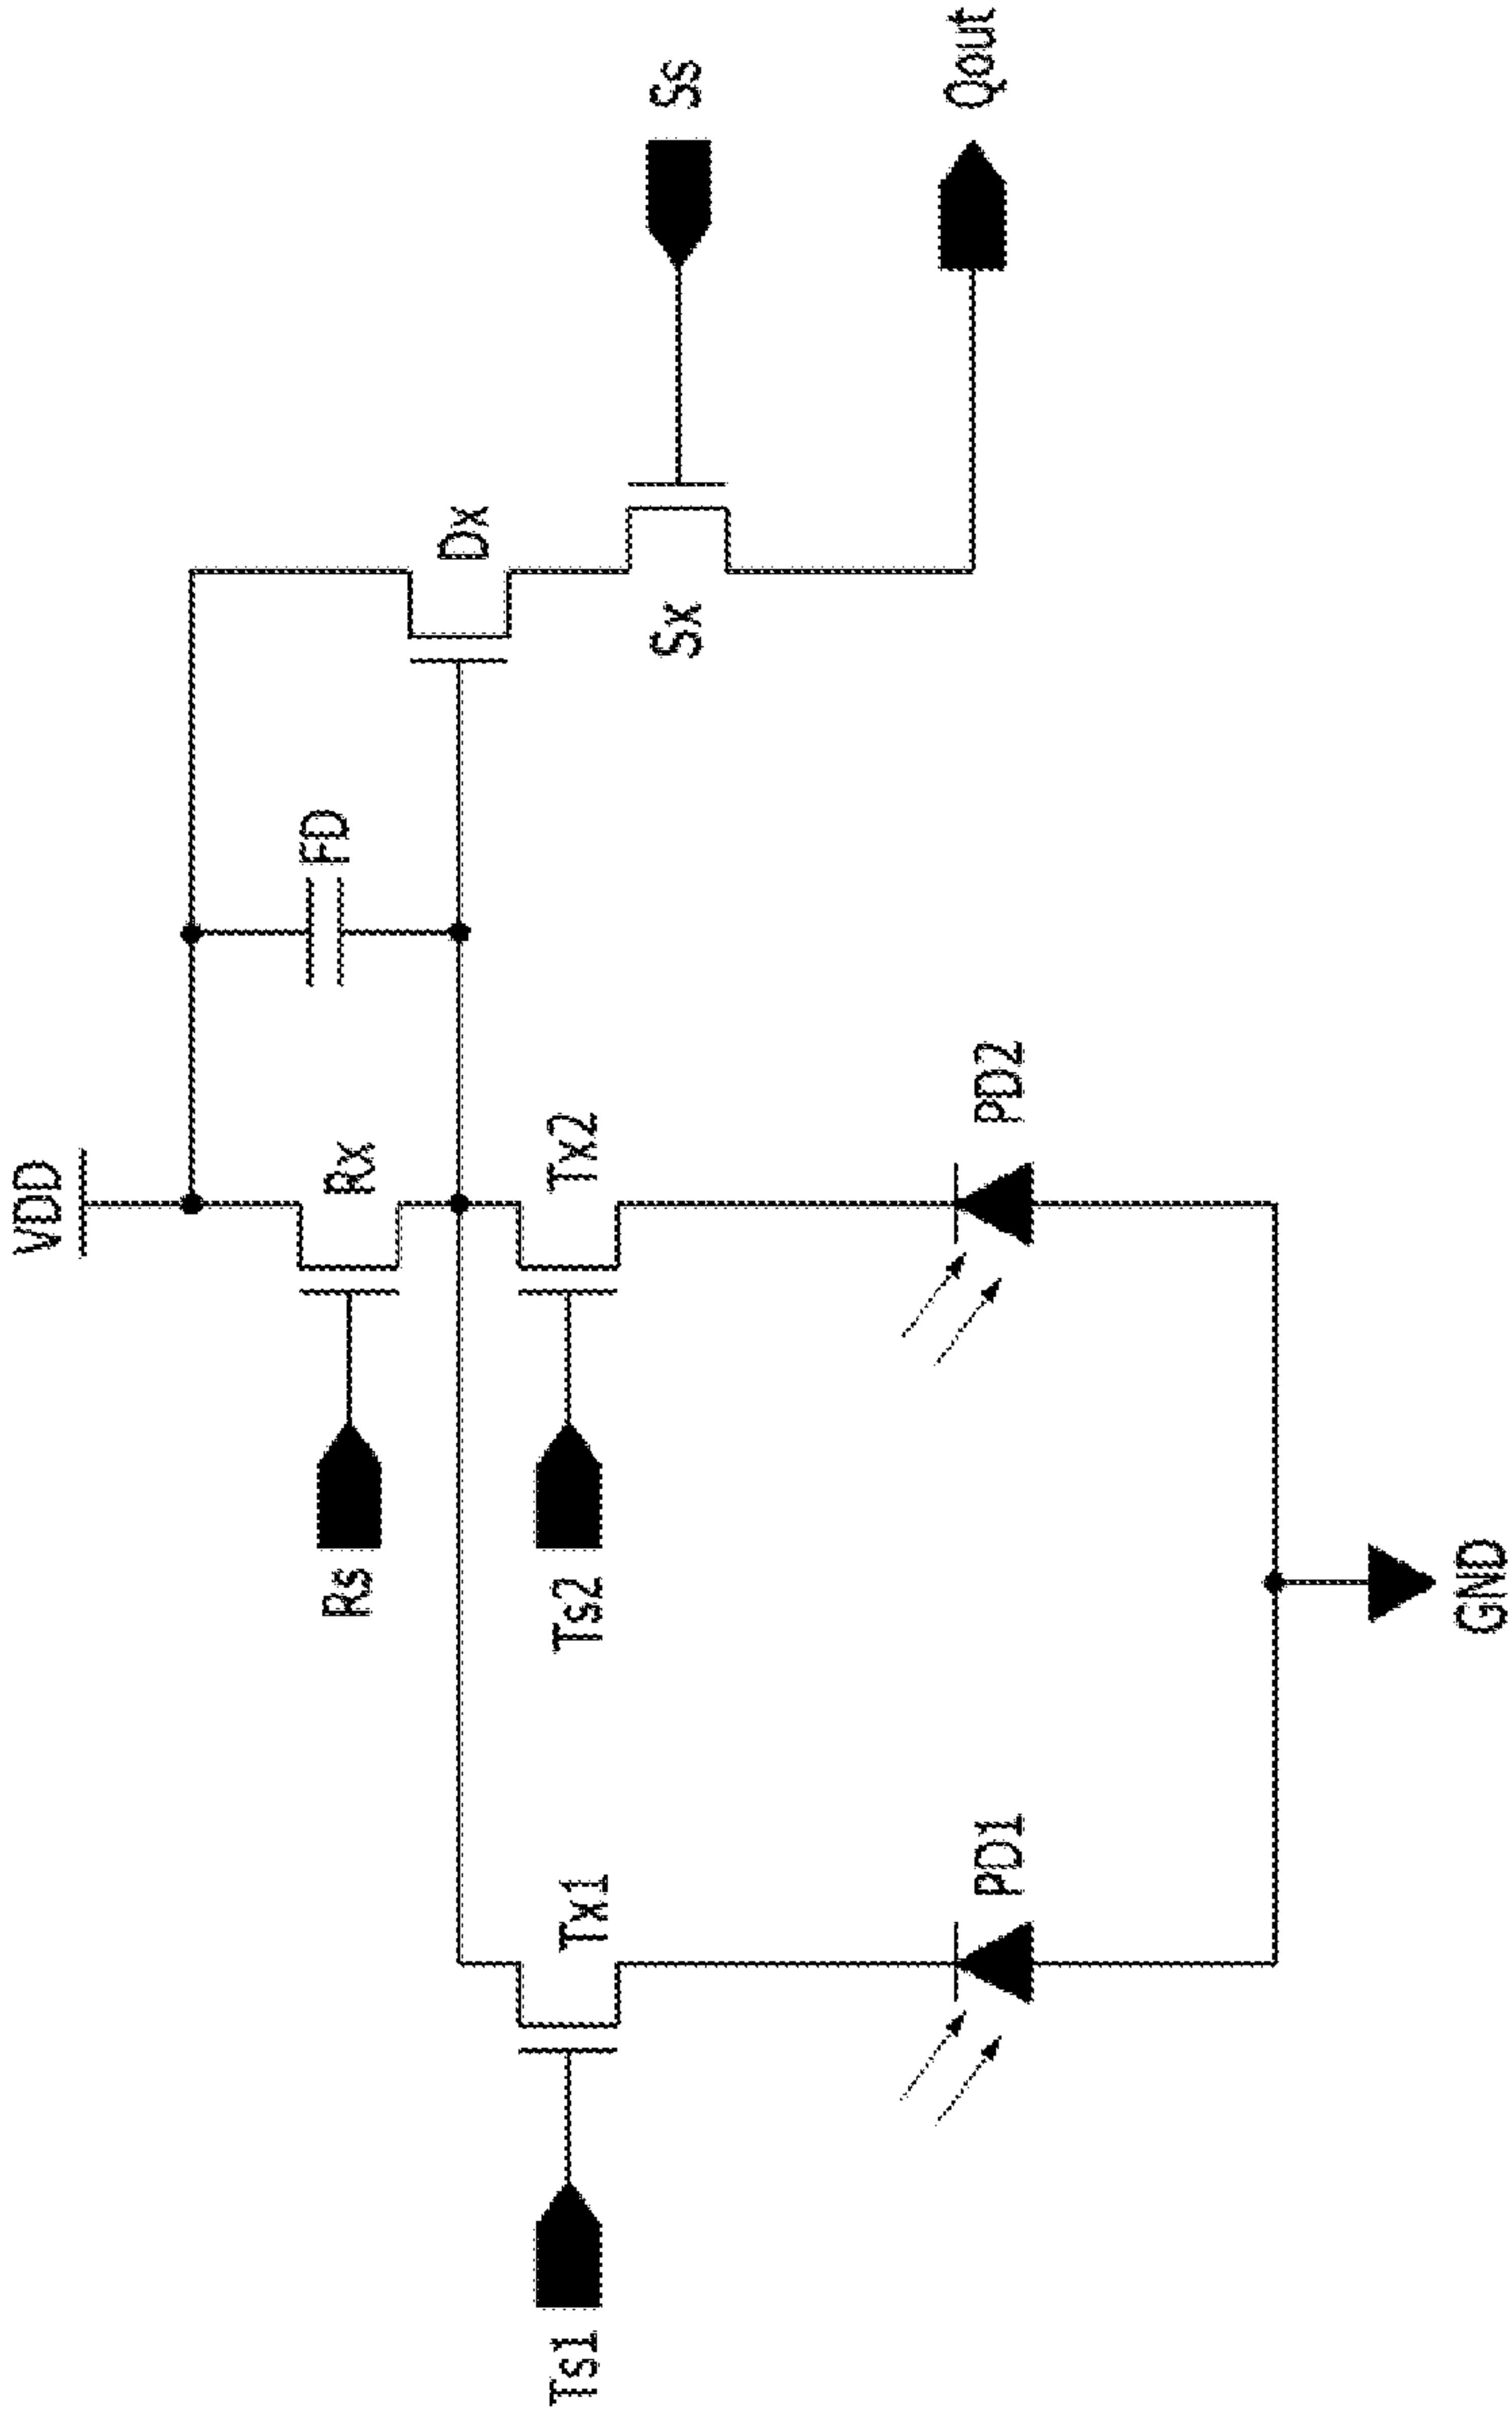 VDD
Rs
Rx
FD
Dx
Ts1
Tx1
Ts2
Tx2
Sx
Ss
PD1
PD2
Qout
GND